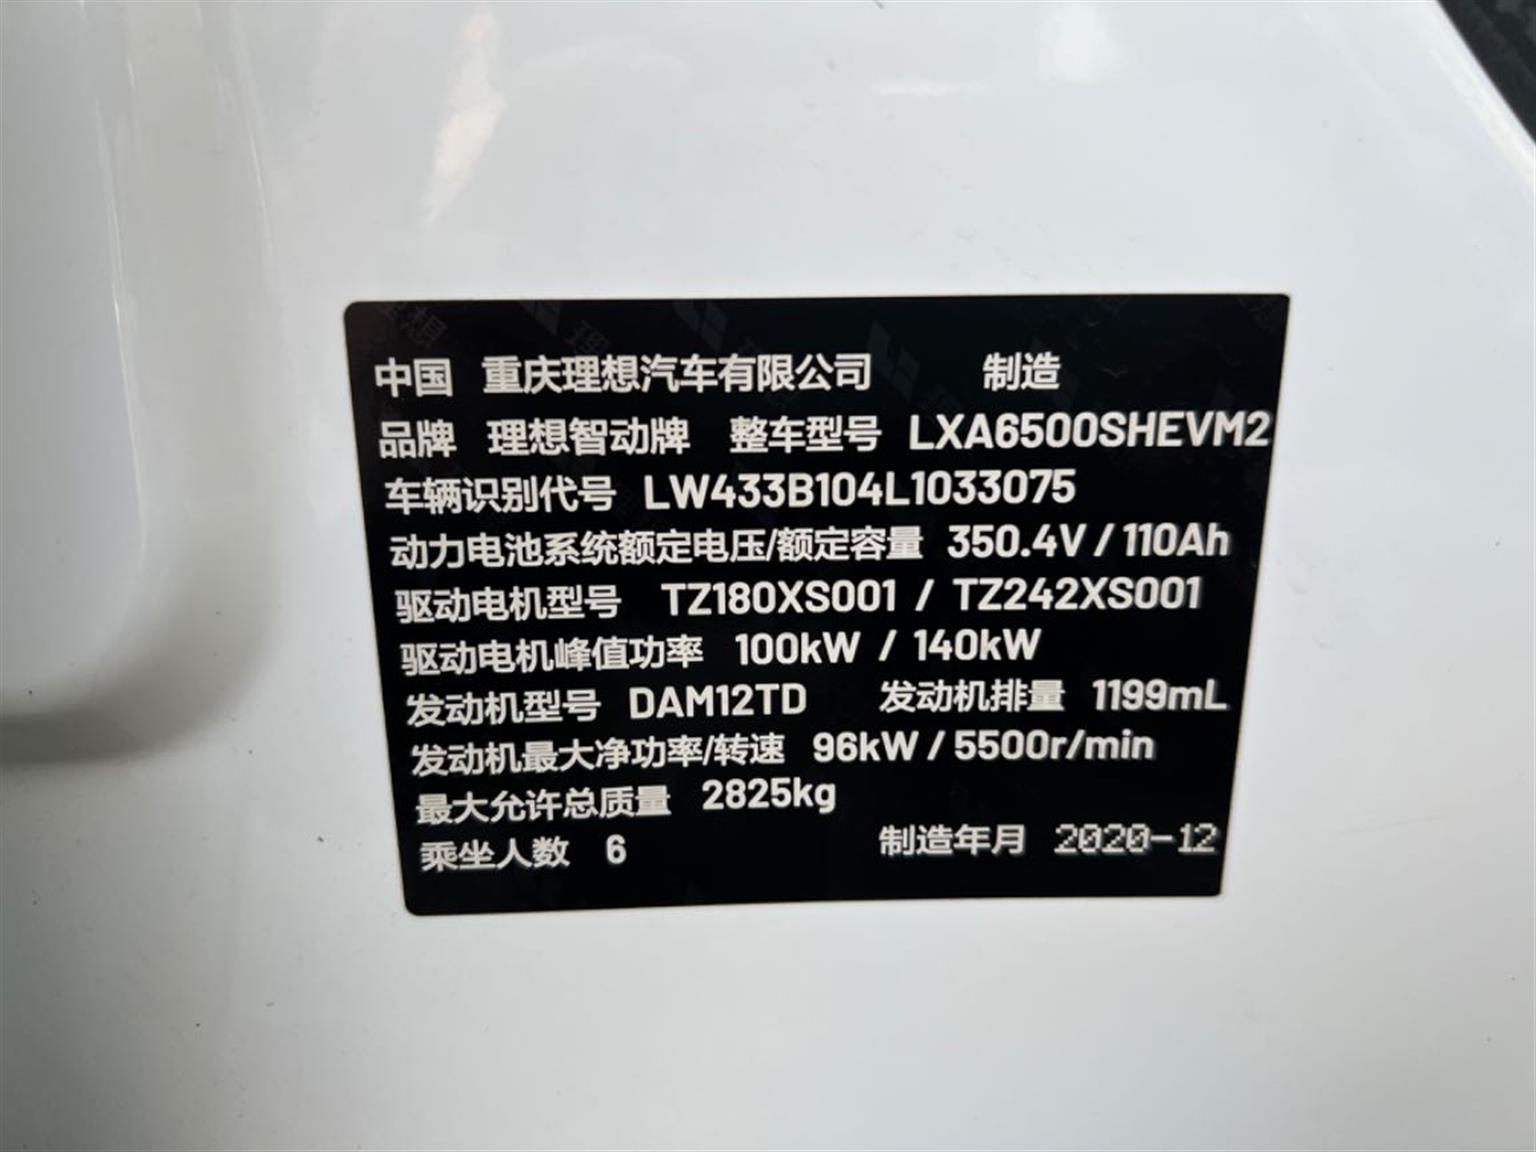 中国 重庆理想汽车有限公司 制造
品牌 理想智动牌 整车型号 LXA6500SHEVM2
车辆识别代号 LW433B104L1033075
动力电池系统额定电压/额定容量 350.4V / 110Ah
驱动电机型号 TZ180XS001 / TZ242XS001
驱动电机峰值功率 100kW / 140kW
发动机型号 DAM12TD 发动机排量 1199mL
发动机最大净功率/转速 96kW / 5500r/min
最大允许总质量 2825kg
乘坐人数 6 制造年月 2020-12